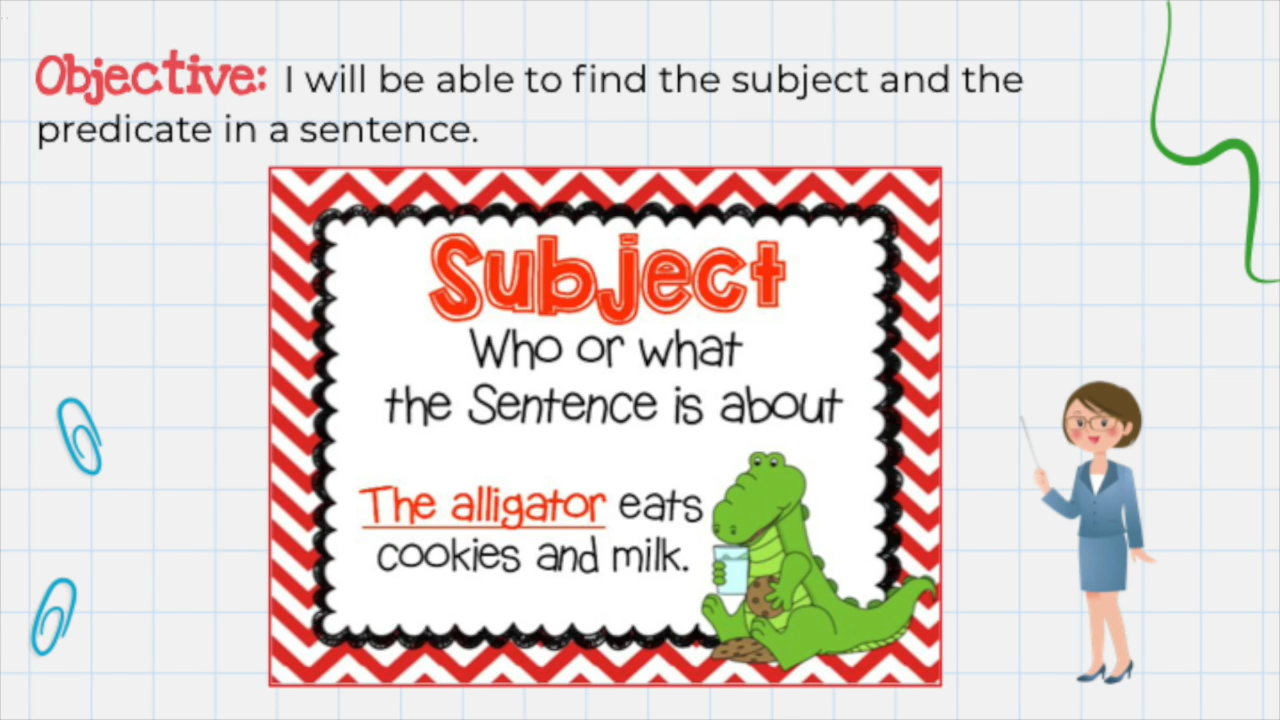 Objective: I will be able to find the subject and the
predicate in a sentence.
Subject
Who or what
the Sentence is about
The alligator eats
cookies and milk.